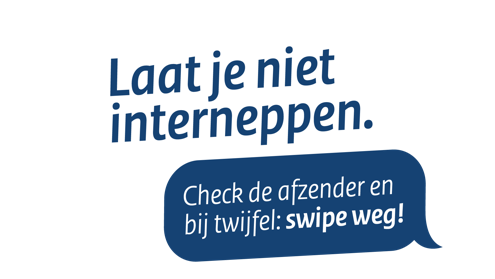 Laat je niet
interneppen.
Check de afzender en
bij twijfel: swipe weg!